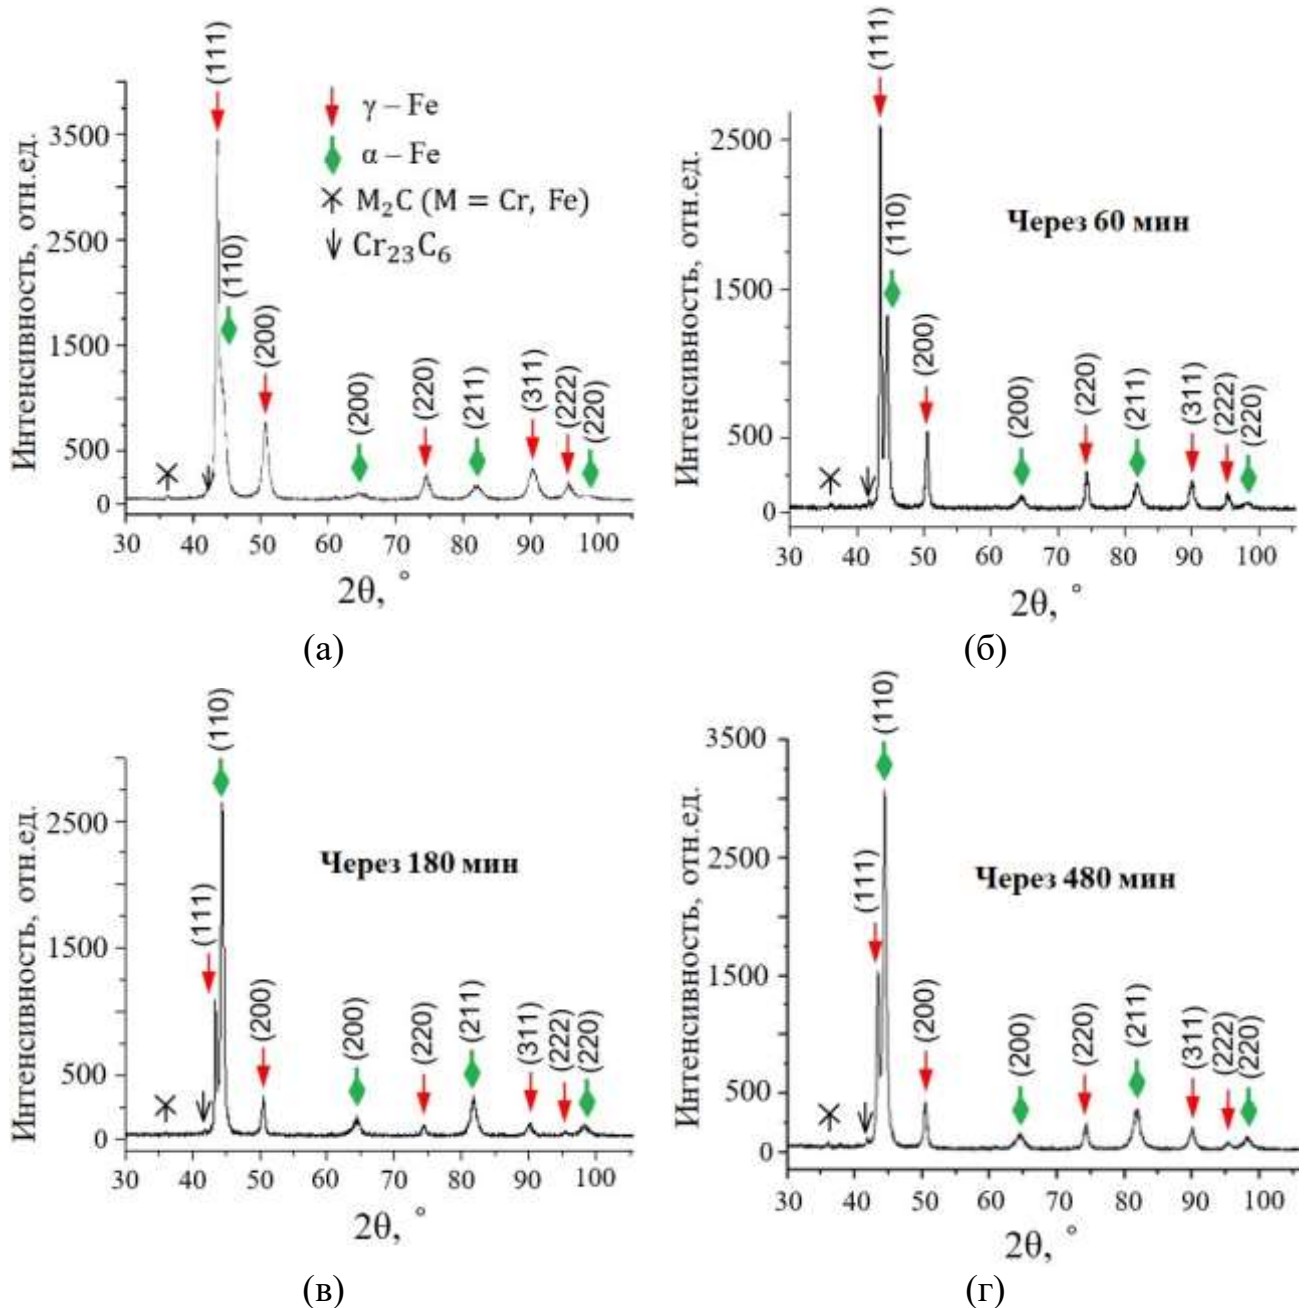 (111)
(110)
(200)
(200)
(220)
(211)
(311)
(222)
(220)
γ – Fe
α – Fe
M₂C (M = Cr, Fe)
Cr₂₃C₆
Интенсивность, отн.ед.
3500
2500
1500
500
0
30 40 50 60 70 80 90 100
2θ, °
(а)
(111)
(110)
(200)
(200)
(220)
(211)
(311)
(222)
(220)
Через 60 мин
Интенсивность, отн.ед.
2500
1500
500
0
30 40 50 60 70 80 90 100
2θ, °
(б)
(111)
(110)
(200)
(200)
(220)
(211)
(311)
(222)
(220)
Через 180 мин
Интенсивность, отн.ед.
2500
1500
500
0
30 40 50 60 70 80 90 100
2θ, °
(в)
(111)
(110)
(200)
(200)
(220)
(211)
(311)
(222)
(220)
Через 480 мин
Интенсивность, отн.ед.
3500
2500
1500
500
0
30 40 50 60 70 80 90 100
2θ, °
(г)